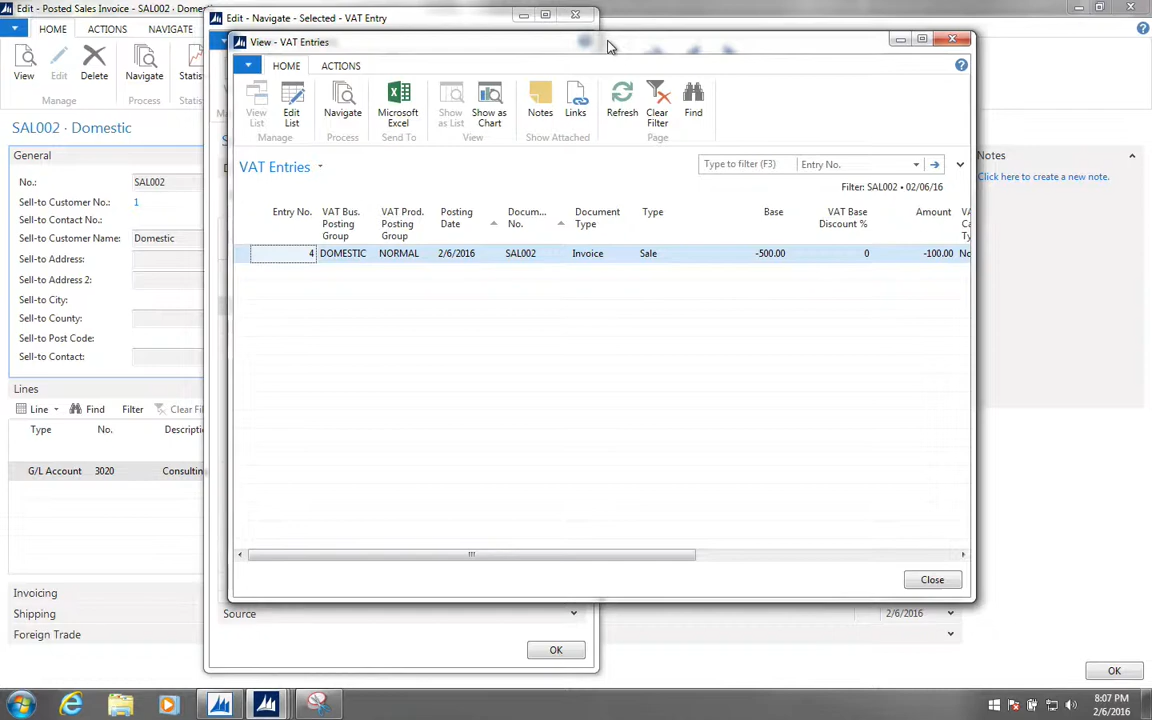 Edit - Posted Sales Invoice - SAL002 · Domestic
HOME ACTIONS NAVIGATE
View Edit Delete Navigate
Manage Process
SAL002 · Domestic
General
No.: SAL002
Sell-to Customer No.: 1
Sell-to Contact No.:
Sell-to Customer Name: Domestic
Sell-to Address:
Sell-to Address 2:
Sell-to City:
Sell-to County:
Sell-to Post Code:
Sell-to Contact:
Lines
Line Find Filter Clear
Type No.
G/L Account 3020 Consulting
Invoicing
Shipping
Foreign Trade
Edit - Navigate - Selected - VAT Entry
View - VAT Entries
HOME ACTIONS
View List Edit List Navigate Microsoft Excel Show as List Show as Chart Notes Links Refresh Clear Filter Find
Manage Process Send To View Show Attached Page
VAT Entries
Type to filter (F3) Entry No.
Filter: SAL002 • 02/06/16
Entry No. VAT Bus. Posting Group VAT Prod. Posting Group Posting Date Docum... No. Document Type Type Base VAT Base Discount % Amount
4 DOMESTIC NORMAL 2/6/2016 SAL002 Invoice Sale -500.00 0 -100.00
Close
Source
2/6/2016
OK
Notes
Click here to create a new note.
OK
8:07 PM
2/6/2016